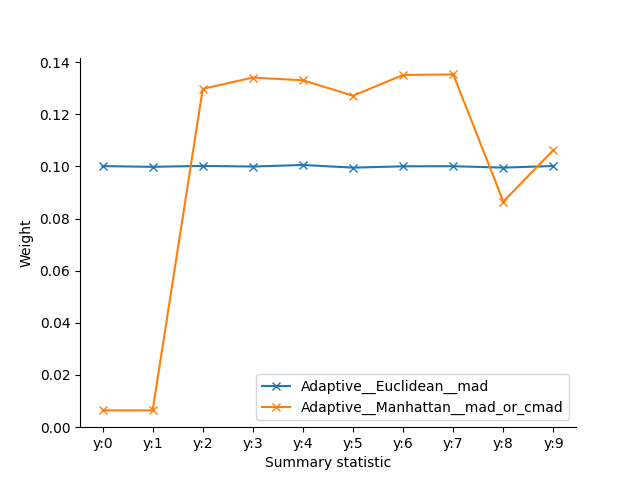 0.14
0.12
0.10
0.08
0.06
0.04
0.02
0.00
Weight
y:0 y:1 y:2 y:3 y:4 y:5 y:6 y:7 y:8 y:9
Summary statistic
Adaptive__Euclidean__mad
Adaptive__Manhattan__mad_or_cmad